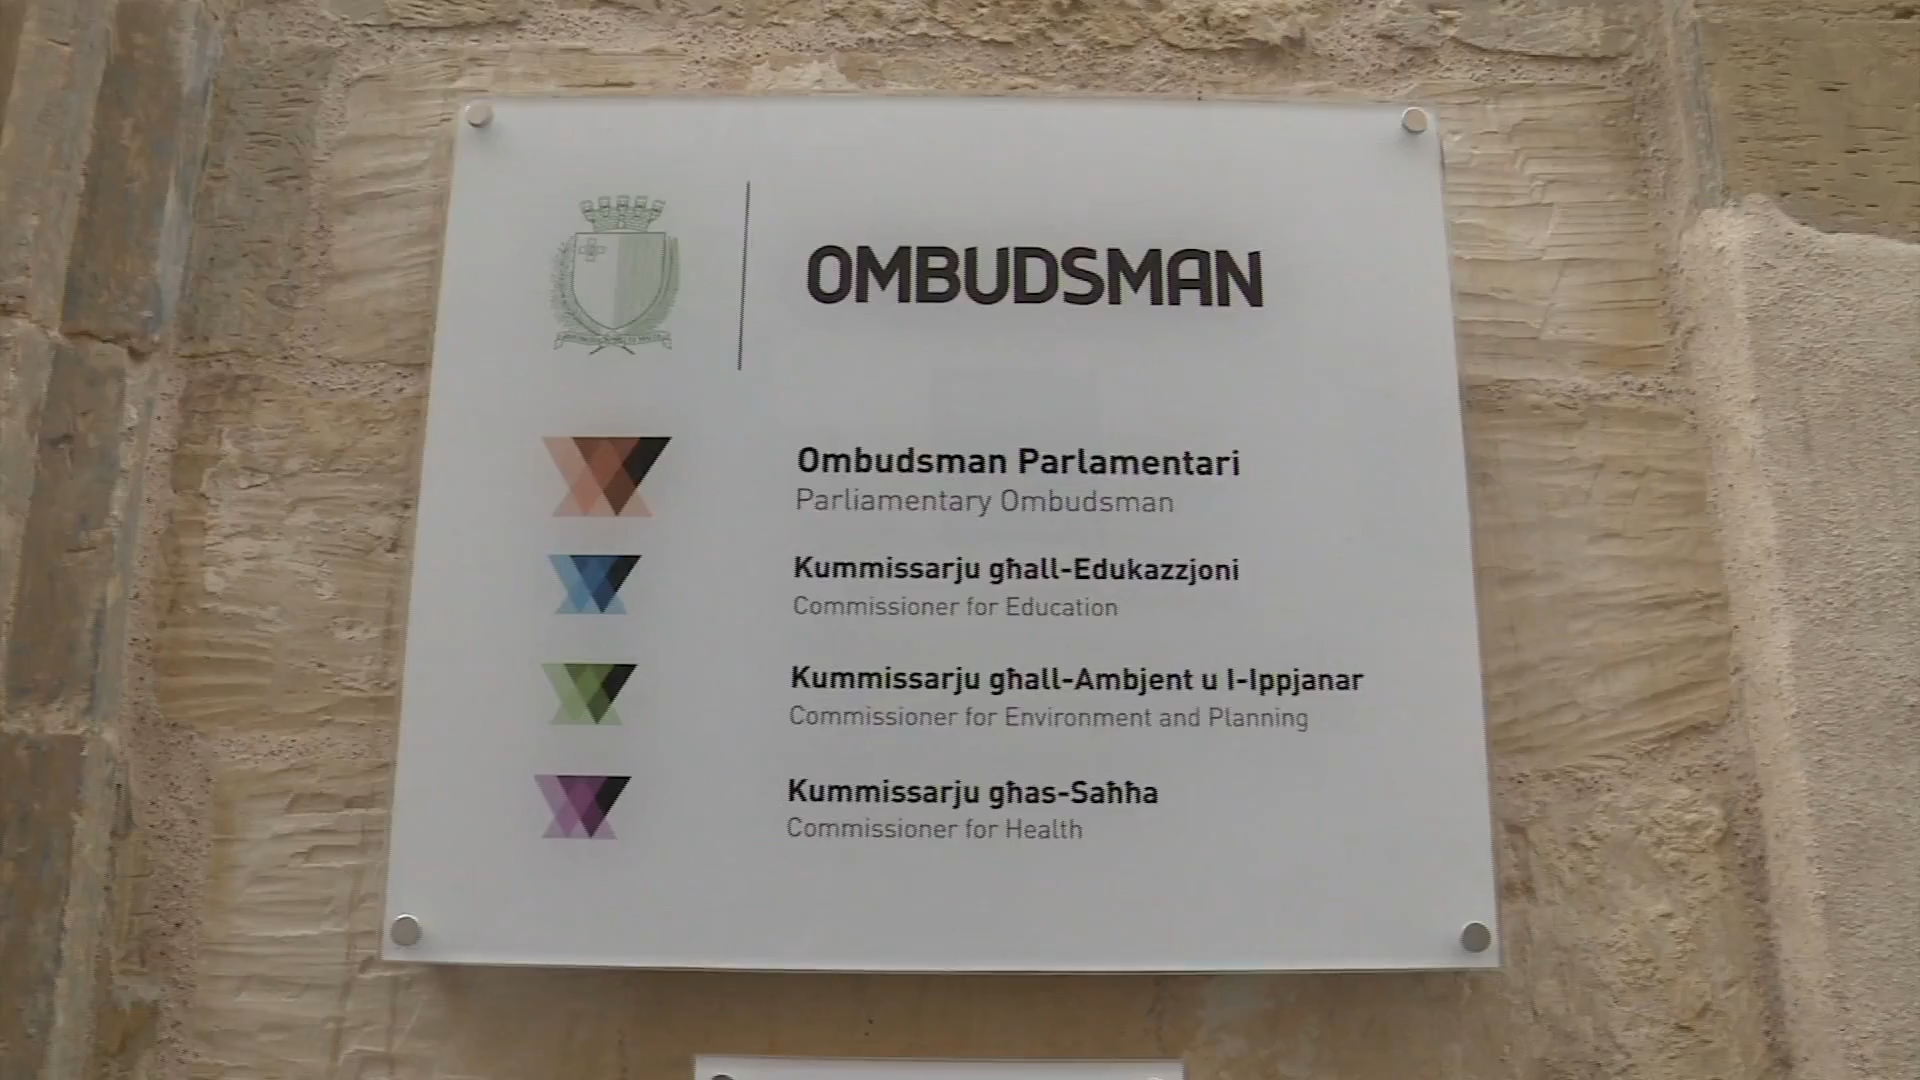 OMBUDSMAN
Ombudsman Parlamentari
Parliamentary Ombudsman
Kummissarju għall-Edukazzjoni
Commissioner for Education
Kummissarju għall-Ambjent u l-Ippjanar
Commissioner for Environment and Planning
Kummissarju għas-Saħħa
Commissioner for Health